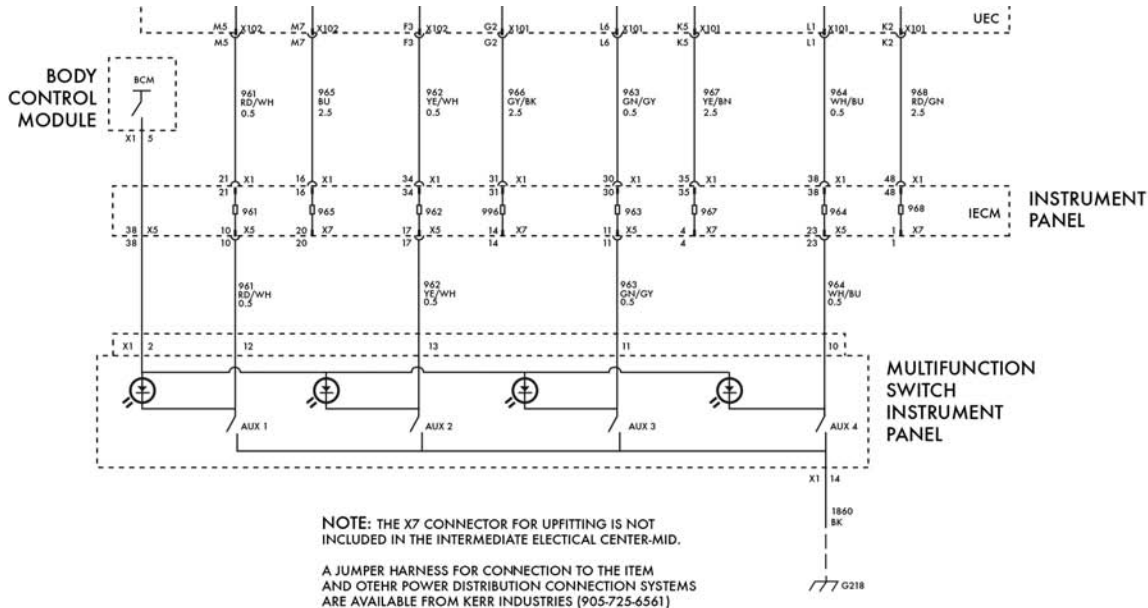 UEC
M5 X102 M7 X102 F3 X102 G2 X101 L6 X101 K5 X101 L1 X101 K2 X101
M5 M7 F3 G2 L6 K5 L1 K2
BODY
CONTROL
MODULE
BCM
X1 5
961
RD/WH
0.5
965
BU
2.5
962
YE/WH
0.5
966
GY/BK
2.5
963
GN/GY
0.5
967
YE/BN
2.5
964
WH/BU
0.5
968
RD/GN
2.5
21 X1 16 X1 34 X1 31 X1 30 X1 35 X1 38 X1 48 X1
21 16 34 31 30 35 38 48
961 965 962 996 963 967 964 968 IECM
INSTRUMENT
PANEL
38 X5 10 X5 20 X7 17 X5 14 X7 11 X5 4 X7 23 X5 1 X7
38 10 20 17 14 11 4 23 1
961
RD/WH
0.5
962
YE/WH
0.5
963
GN/GY
0.5
964
WH/BU
0.5
X1 2 12 13 11 10
MULTIFUNCTION
SWITCH
INSTRUMENT
PANEL
AUX 1 AUX 2 AUX 3 AUX 4
X1 14
1860
BK
G218
NOTE: THE X7 CONNECTOR FOR UPFITTING IS NOT
INCLUDED IN THE INTERMEDIATE ELECTICAL CENTER-MID.
A JUMPER HARNESS FOR CONNECTION TO THE ITEM
AND OTEHR POWER DISTRIBUTION CONNECTION SYSTEMS
ARE AVAILABLE FROM KERR INDUSTRIES (905-725-6561)